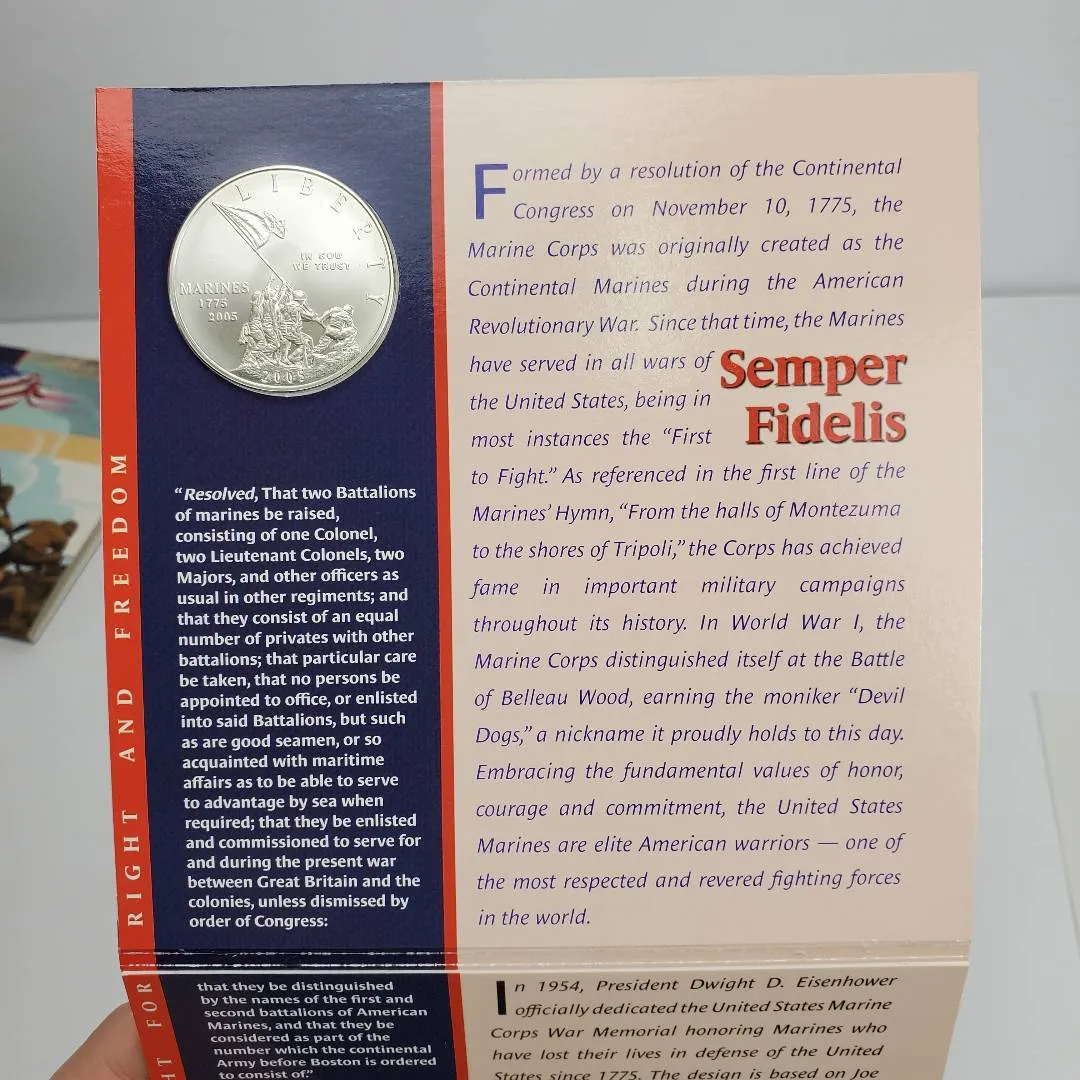 LIBERTY
IN GOD
WE TRUST
MARINES
1775
2005
2005
RIGHT AND FREEDOM
"Resolved, That two Battalions
of marines be raised,
consisting of one Colonel,
two Lieutenant Colonels, two
Majors, and other officers as
usual in other regiments; and
that they consist of an equal
number of privates with other
battalions; that particular care
be taken, that no persons be
appointed to office, or enlisted
into said Battalions, but such
as are good seamen, or so
acquainted with maritime
affairs as to be able to serve
to advantage by sea when
required; that they be enlisted
and commissioned to serve for
and during the present war
between Great Britain and the
colonies, unless dismissed by
order of Congress:
Formed by a resolution of the Continental
Congress on November 10, 1775, the
Marine Corps was originally created as the
Continental Marines during the American
Revolutionary War. Since that time, the Marines
have served in all wars of
the United States, being in
most instances the "First
Semper
Fidelis
to Fight." As referenced in the first line of the
Marines' Hymn, "From the halls of Montezuma
to the shores of Tripoli," the Corps has achieved
fame in important military campaigns
throughout its history. In World War I, the
Marine Corps distinguished itself at the Battle
of Belleau Wood, earning the moniker "Devil
Dogs," a nickname it proudly holds to this day.
Embracing the fundamental values of honor,
courage and commitment, the United States
Marines are elite American warriors — one of
the most respected and revered fighting forces
in the world.
FOR
that they be distinguished
by the names of the first and
second battalions of American
Marines, and that they be
considered as part of the
number which the continental
Army before Boston is ordered
to consist of."
In 1954, President Dwight D. Eisenhower
officially dedicated the United States Marine
Corps War Memorial honoring Marines who
have lost their lives in defense of the United
States since 1775. The design is based on Joe